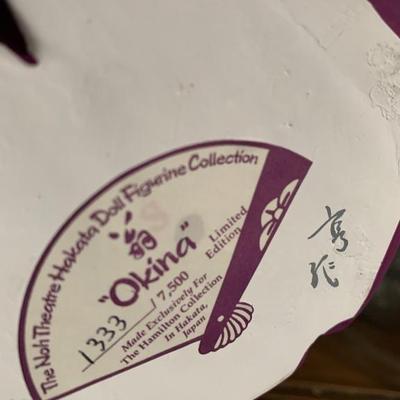 The Noh Theatre Hakata Doll Figurine Collection
翁
"Okina"
1333 / 7,500
Limited
Edition
Made Exclusively For
The Hamilton Collection
In Hakata,
Japan